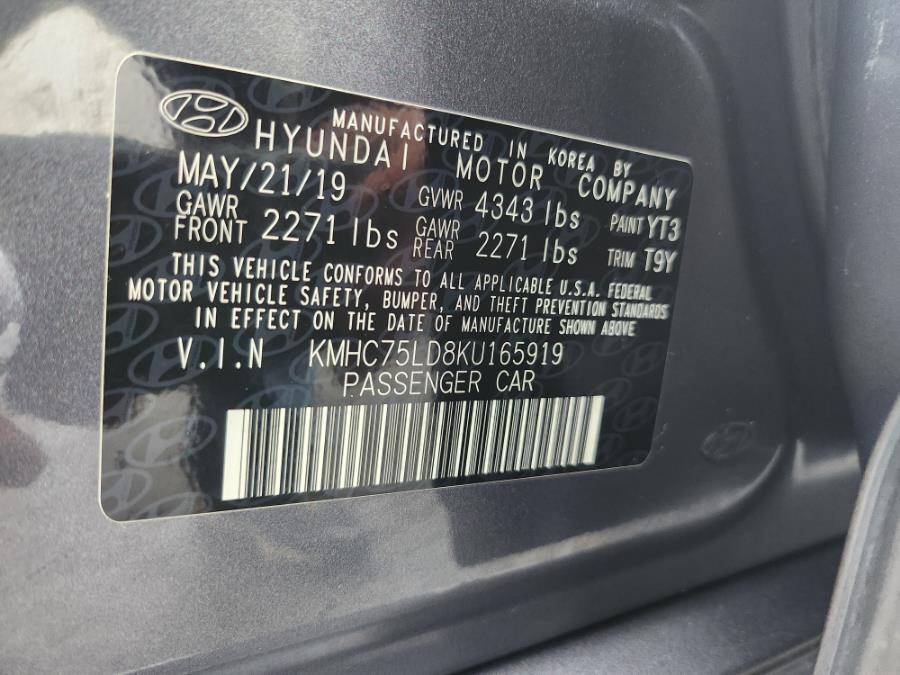 MANUFACTURED IN KOREA BY
HYUNDAI MOTOR COMPANY
MAY/21/19 GVWR 4343 lbs PAINT YT3
GAWR FRONT 2271 lbs GAWR REAR 2271 lbs TRIM T9Y
THIS VEHICLE CONFORMS TO ALL APPLICABLE U.S.A. FEDERAL
MOTOR VEHICLE SAFETY, BUMPER, AND THEFT PREVENTION STANDARDS
IN EFFECT ON THE DATE OF MANUFACTURE SHOWN ABOVE
V.I.N KMHC75LD8KU165919
PASSENGER CAR